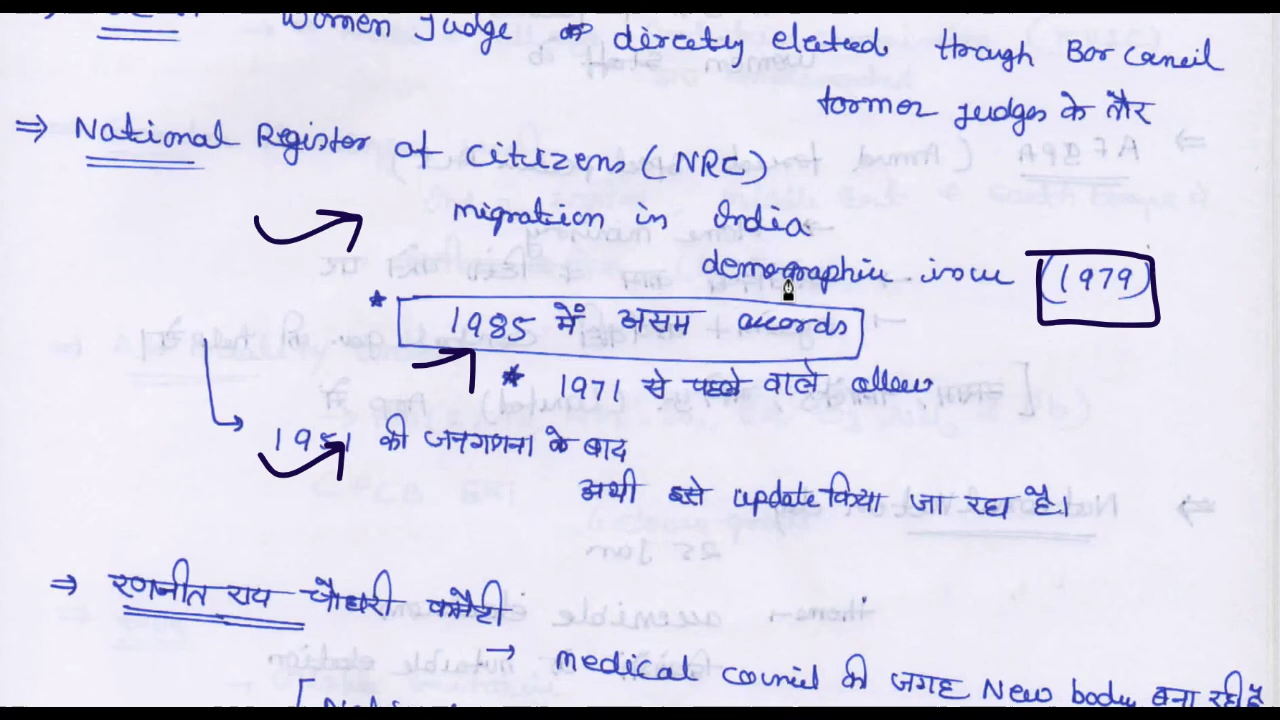 Women Judge directly elected through Bar Council
former judges के तौर
⇒ National Register of Citizens (NRC)
migration in India
demographic issue (1979)
* 1985 में असम accords
* 1971 से पहले वाले allow
1951 की जनगणना के बाद
अभी इसे update किया जा रहा है।
⇒ रणजीत राय चौधरी कमैटी
→ medical council की जगह New body बना रही है